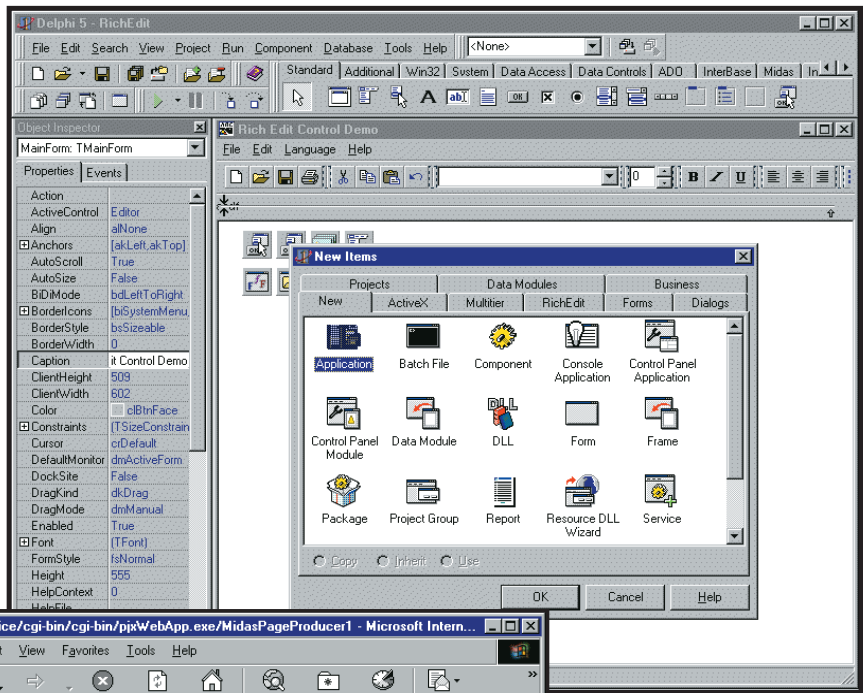 Delphi 5 - RichEdit
File Edit Search View Project Run Component Database Tools Help <None>
Standard Additional Win32 System Data Access Data Controls ADO InterBase Midas In
A ab OK
Object Inspector
MainForm: TMainForm
Properties Events
Action
ActiveControl Editor
Align alNone
Anchors [akLeft,akTop]
AutoScroll True
AutoSize False
BiDiMode bdLeftToRight
BorderIcons [biSystemMenu,
BorderStyle bsSizeable
BorderWidth 0
Caption it Control Demo
ClientHeight 509
ClientWidth 602
Color clBtnFace
Constraints (TSizeConstrain
Cursor crDefault
DefaultMonitor dmActiveForm
DockSite False
DragKind dkDrag
DragMode dmManual
Enabled True
Font (TFont)
FormStyle fsNormal
Height 555
HelpContext 0
HelpFile
Rich Edit Control Demo
File Edit Language Help
0 B I U
New Items
Projects Data Modules Business
New ActiveX Multitier RichEdit Forms Dialogs
Application Batch File Component Console Application Control Panel Application
Control Panel Module Data Module DLL Form Frame
Package Project Group Report Resource DLL Wizard Service
Copy Inherit Use
OK Cancel Help
ice/cgi-bin/cgi-bin/pjxWebApp.exe/MidasPageProducer1 - Microsoft Intern...
t View Favorites Tools Help